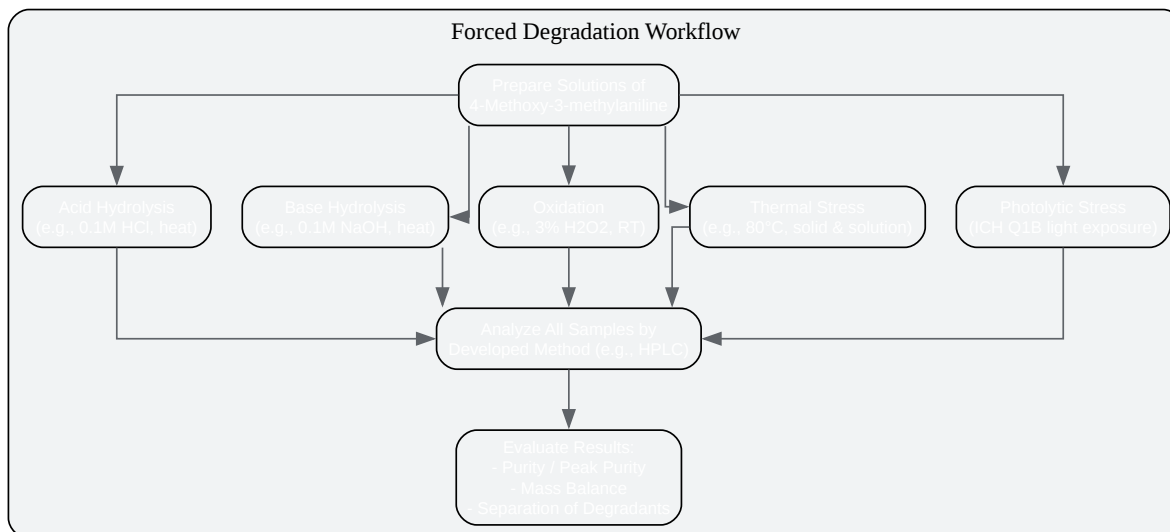 Forced Degradation Workflow
Prepare Solutions of
4-Methoxy-3-methylaniline
Acid Hydrolysis
(e.g., 0.1M HCl, heat)
Base Hydrolysis
(e.g., 0.1M NaOH, heat)
Oxidation
(e.g., 3% H2O2, RT)
Thermal Stress
(e.g., 80°C, solid & solution)
Photolytic Stress
(ICH Q1B light exposure)
Analyze All Samples by
Developed Method (e.g., HPLC)
Evaluate Results:
- Purity / Peak Purity
- Mass Balance
- Separation of Degradants